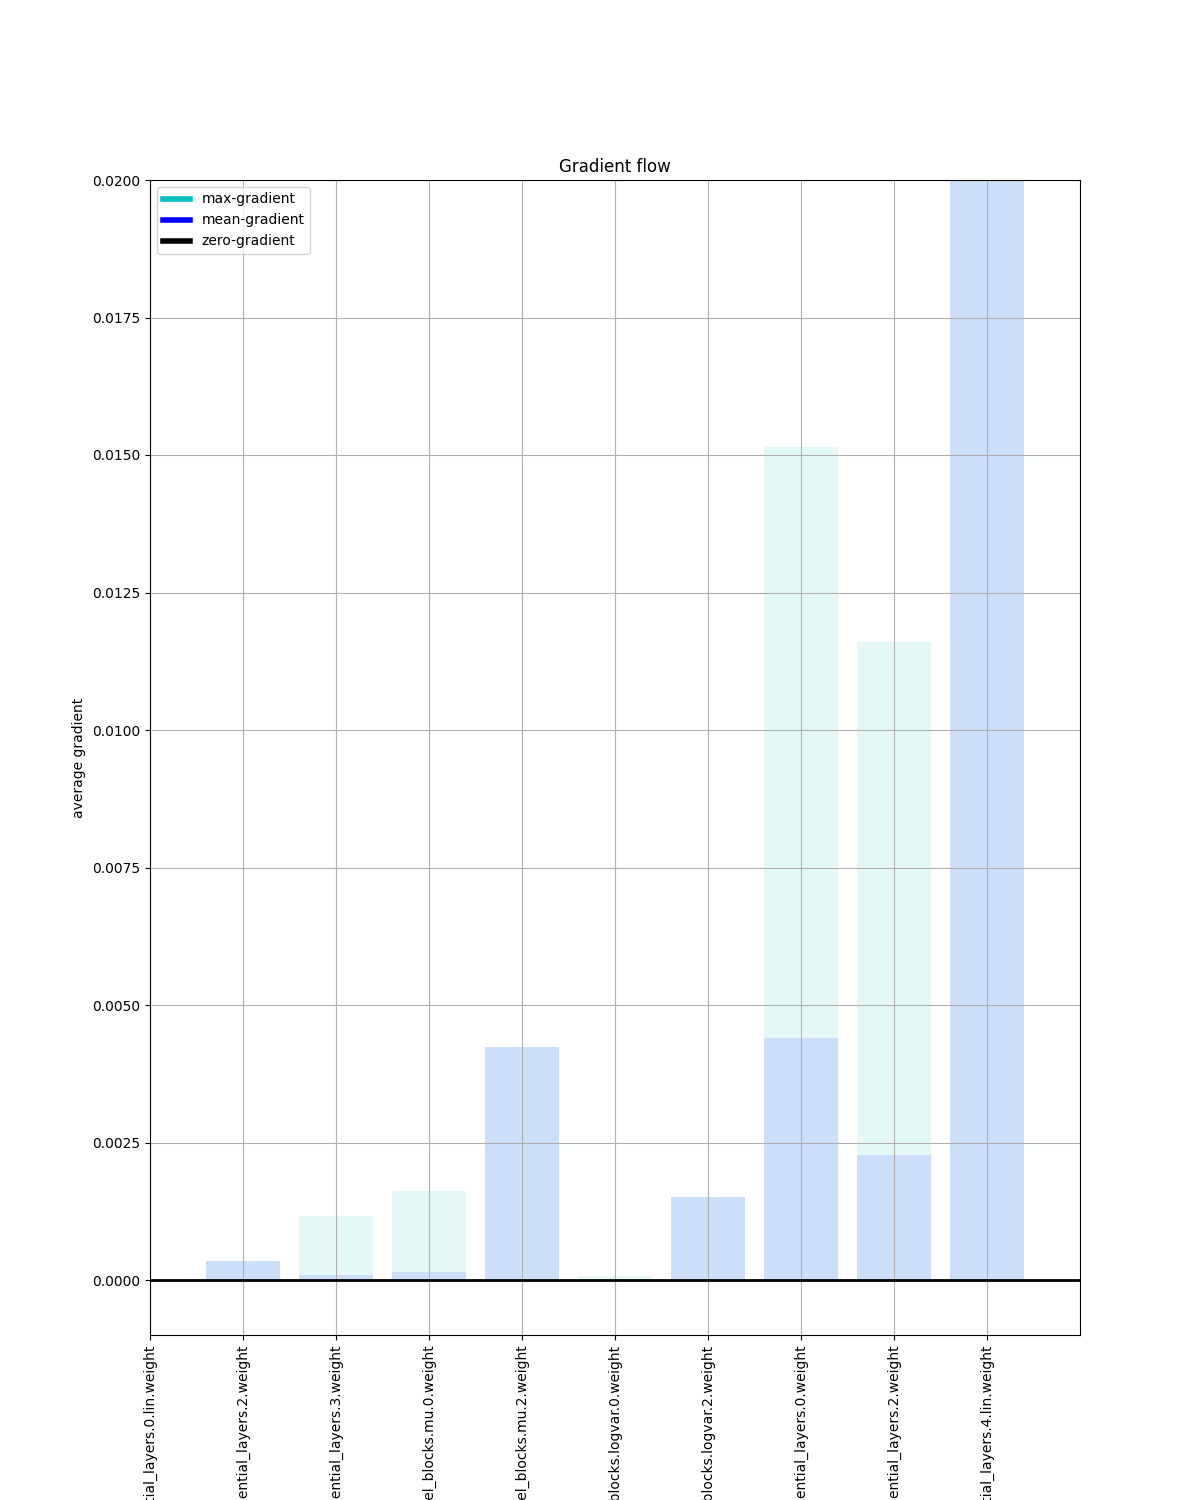 Gradient flow
max-gradient
mean-gradient
zero-gradient
0.0200
0.0175
0.0150
0.0125
0.0100
0.0075
0.0050
0.0025
0.0000
average gradient
tial_layers.0.lin.weight
ential_layers.2.weight
ential_layers.3.weight
el_blocks.mu.0.weight
el_blocks.mu.2.weight
blocks.logvar.0.weight
blocks.logvar.2.weight
ential_layers.0.weight
ential_layers.2.weight
tial_layers.4.lin.weight